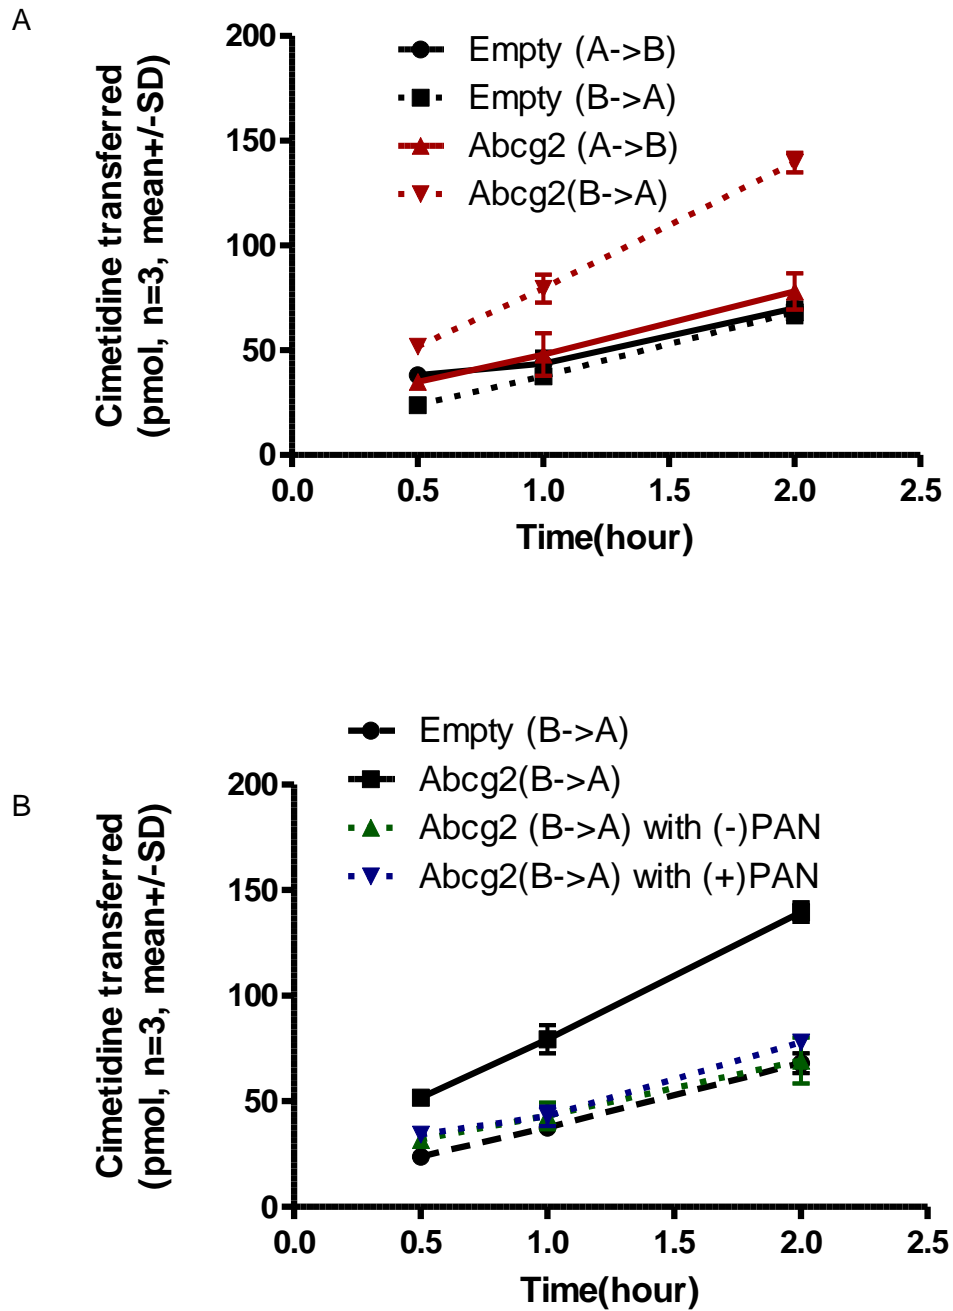 A
Cimetidine transferred
(pmol, n=3, mean+/-SD)
200
150
100
50
0
Empty (A->B)
Empty (B->A)
Abcg2 (A->B)
Abcg2(B->A)
0.0 0.5 1.0 1.5 2.0 2.5
Time(hour)
B
Cimetidine transferred
(pmol, n=3, mean+/-SD)
Empty (B->A)
Abcg2(B->A)
Abcg2 (B->A) with (-)PAN
Abcg2(B->A) with (+)PAN
200
150
100
50
0
0.0 0.5 1.0 1.5 2.0 2.5
Time(hour)